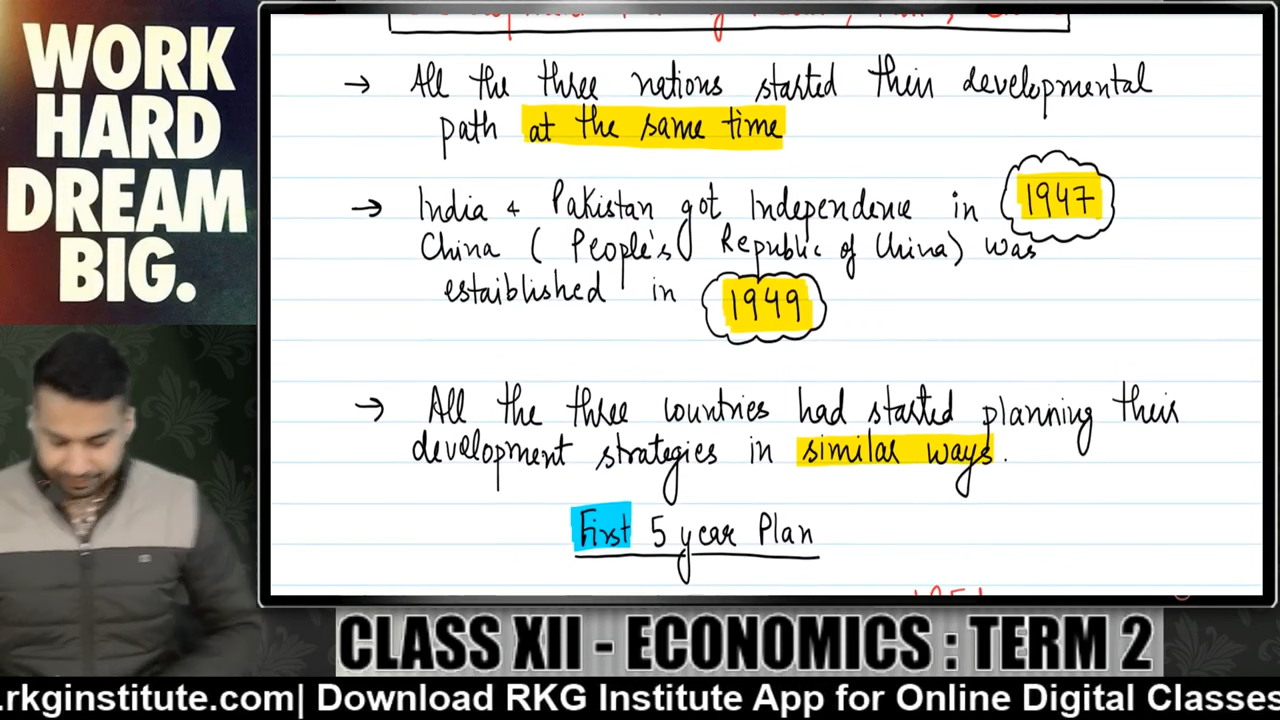 WORK
HARD
DREAM
BIG.
→ All the three nations started their developmental
path at the same time
→ India & Pakistan got Independence in 1947
China ( People's Republic of China) was
estaiblished in 1949
→ All the three countries had started planning their
development strategies in similar ways.
First 5 year Plan
CLASS XII - ECONOMICS : TERM 2
.rkginstitute.com| Download RKG Institute App for Online Digital Classes